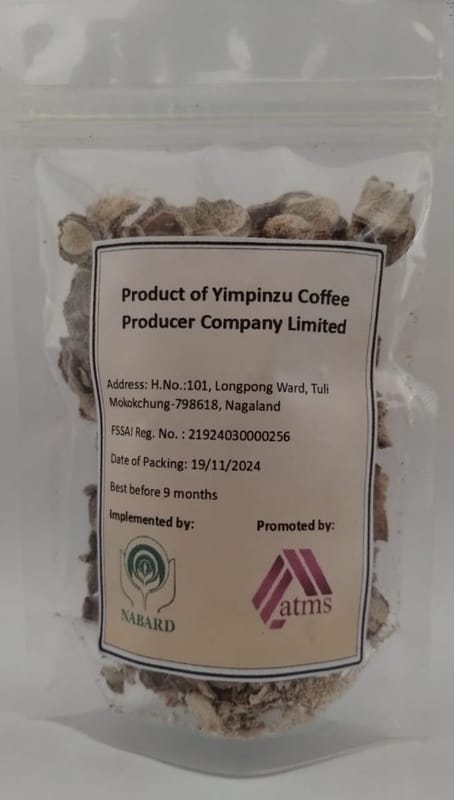 Product of Yimpinzu Coffee
Producer Company Limited
Address: H.No.:101, Longpong Ward, Tuli
Mokokchung-798618, Nagaland
FSSAI Reg. No. : 21924030000256
Date of Packing: 19/11/2024
Best before 9 months
Implemented by:
Promoted by:
NABARD
atms